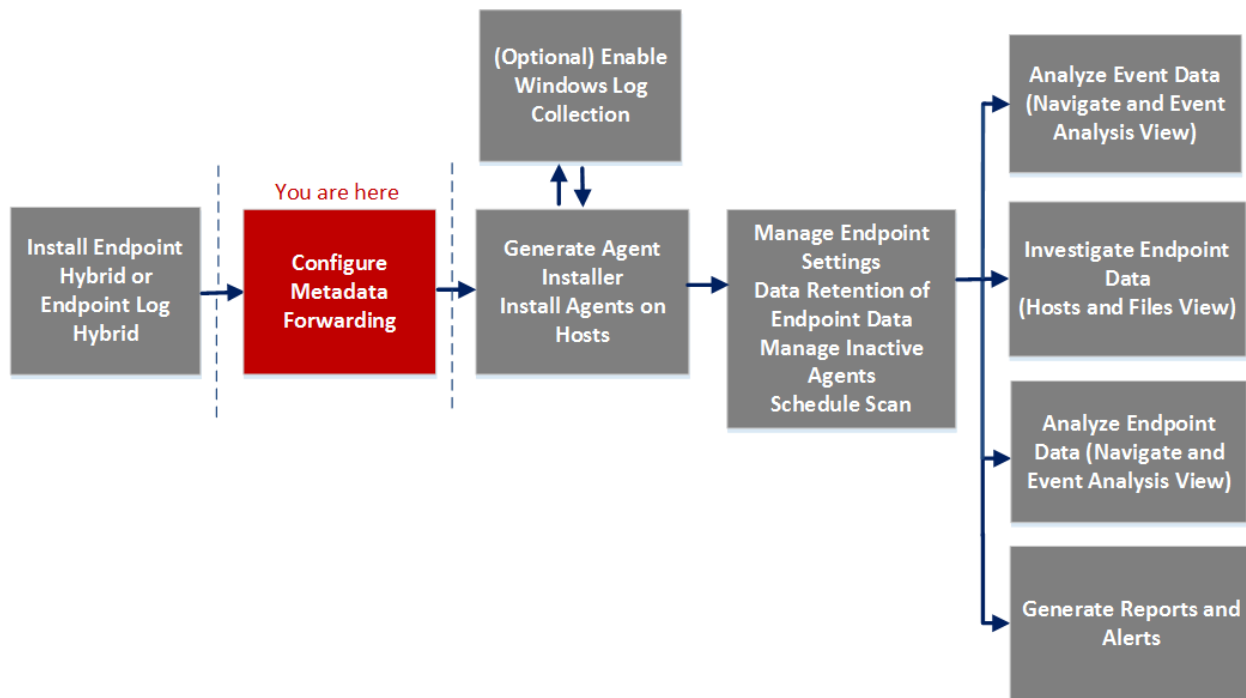 Install Endpoint
Hybrid or
Endpoint Log
Hybrid
You are here
Configure
Metadada
Forwarding
(Optional) Enable
Windows Log
Collection
Generate Agent
Installer
Install Agents on
Hosts
Manage Endpoint
Settings
Data Retention of
Endpoint Data
Manage Inactive
Agents
Schedule Scan
Analyze Event Data
(Navigate and Event
Analysis View)
Investigate Endpoint
Data
(Hosts and Files View)
Analyze Endpoint
Data (Navigate and
Event Analysis View)
Generate Reports and
Alerts